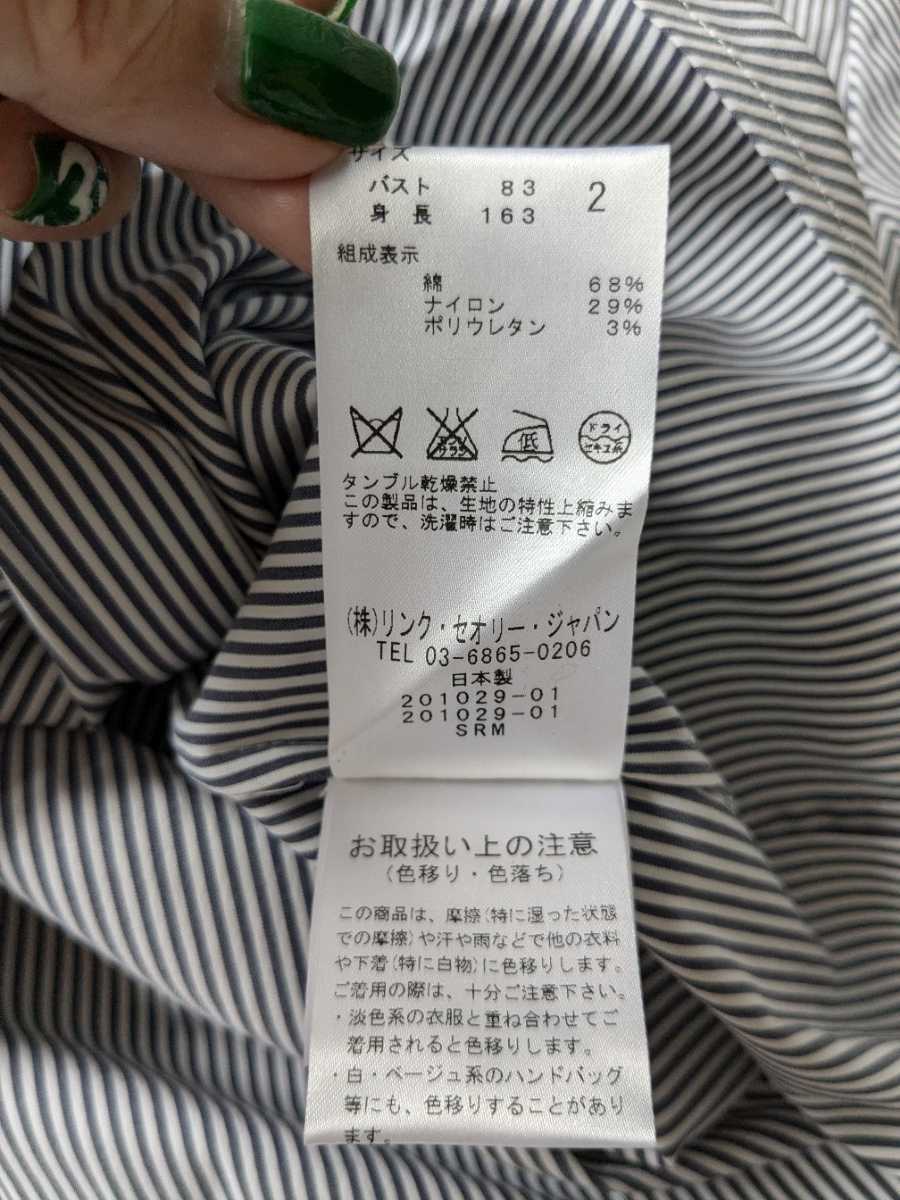 サイズ
バスト 83 2
身長 163
組成表示
綿 68%
ナイロン 29%
ポリウレタン 3%
エンソ サラシ 低 ドライ セキユ系
タンブル乾燥禁止
この製品は、生地の特性上縮みま
すので、洗濯時はご注意下さい。
(株)リンク・セオリー・ジャパン
TEL 03-6865-0206
日本製
201029-01
201029-01
SRM
お取扱い上の注意
(色移り・色落ち)
この商品は、摩擦(特に湿った状態
での摩擦)や汗や雨などで他の衣料
や下着(特に白物)に色移りします。
ご着用の際は、十分ご注意下さい。
・淡色系の衣服と重ね合わせてご
着用されると色移りします。
・白・ベージュ系のハンドバッグ
等にも、色移りすることがあり
ます。